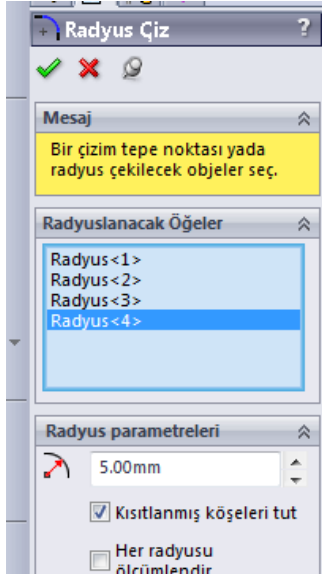 Radyus Çiz
?
Mesaj
Bir çizim tepe noktası yada
radyus çekilecek objeler seç.
Radyuslanacak Öğeler
Radyus<1>
Radyus<2>
Radyus<3>
Radyus<4>
Radyus parametreleri
5.00mm
Kısıtlanmış köşeleri tut
Her radyusu
ölçümlendir